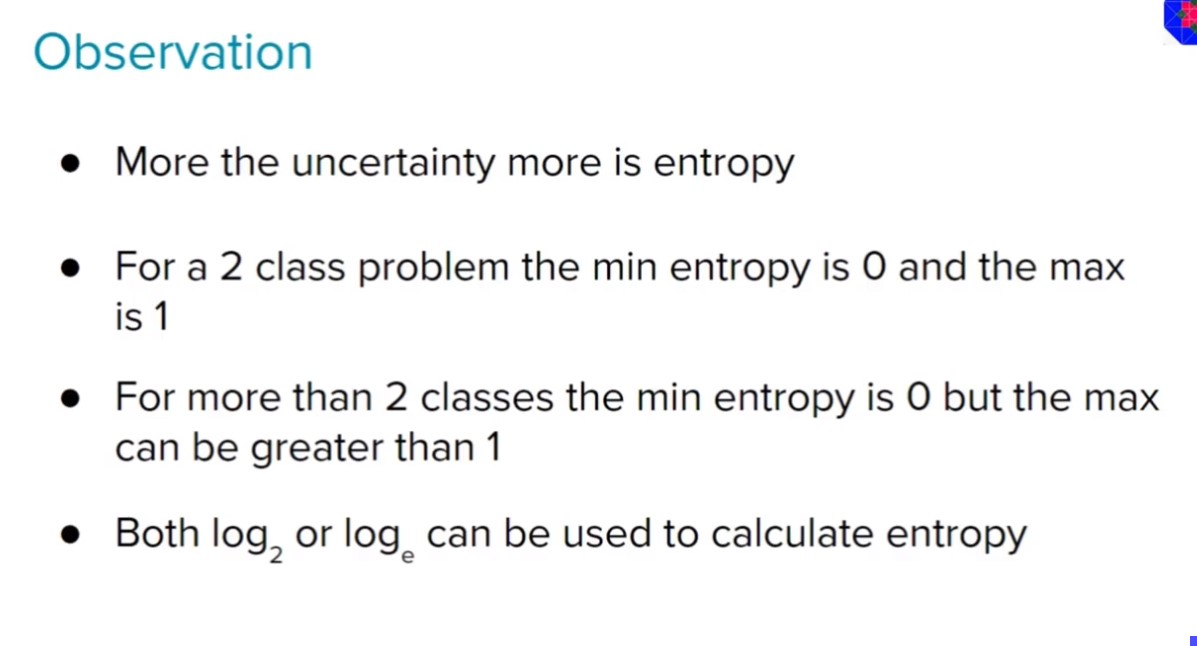 Observation
● More the uncertainty more is entropy
● For a 2 class problem the min entropy is 0 and the max
is 1
● For more than 2 classes the min entropy is 0 but the max
can be greater than 1
● Both log₂ or logₑ can be used to calculate entropy